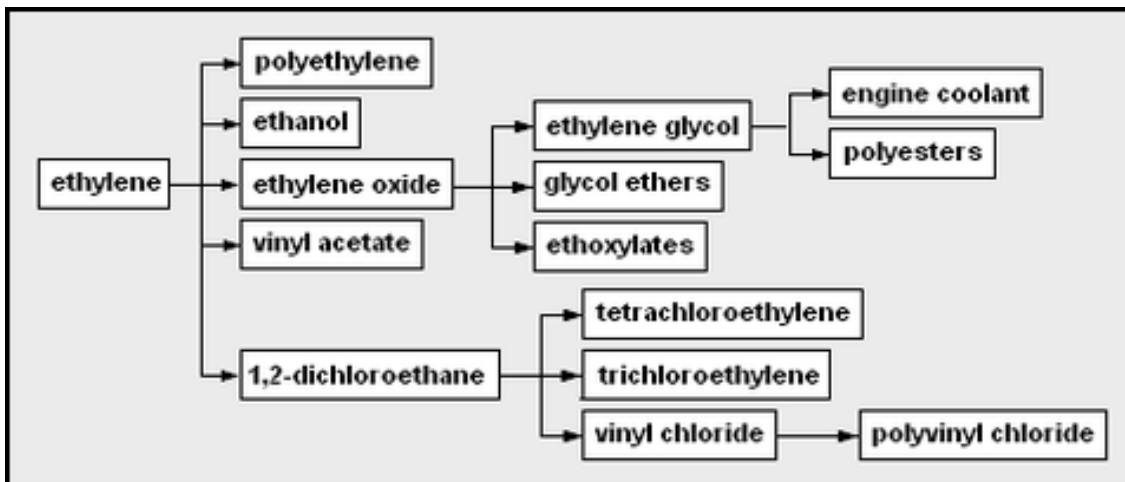 polyethylene
engine coolant
ethanol
ethylene glycol
polyesters
ethylene
ethylene oxide
glycol ethers
vinyl acetate
ethoxylates
tetrachloroethylene
1,2-dichloroethane
trichloroethylene
vinyl chloride
polyvinyl chloride